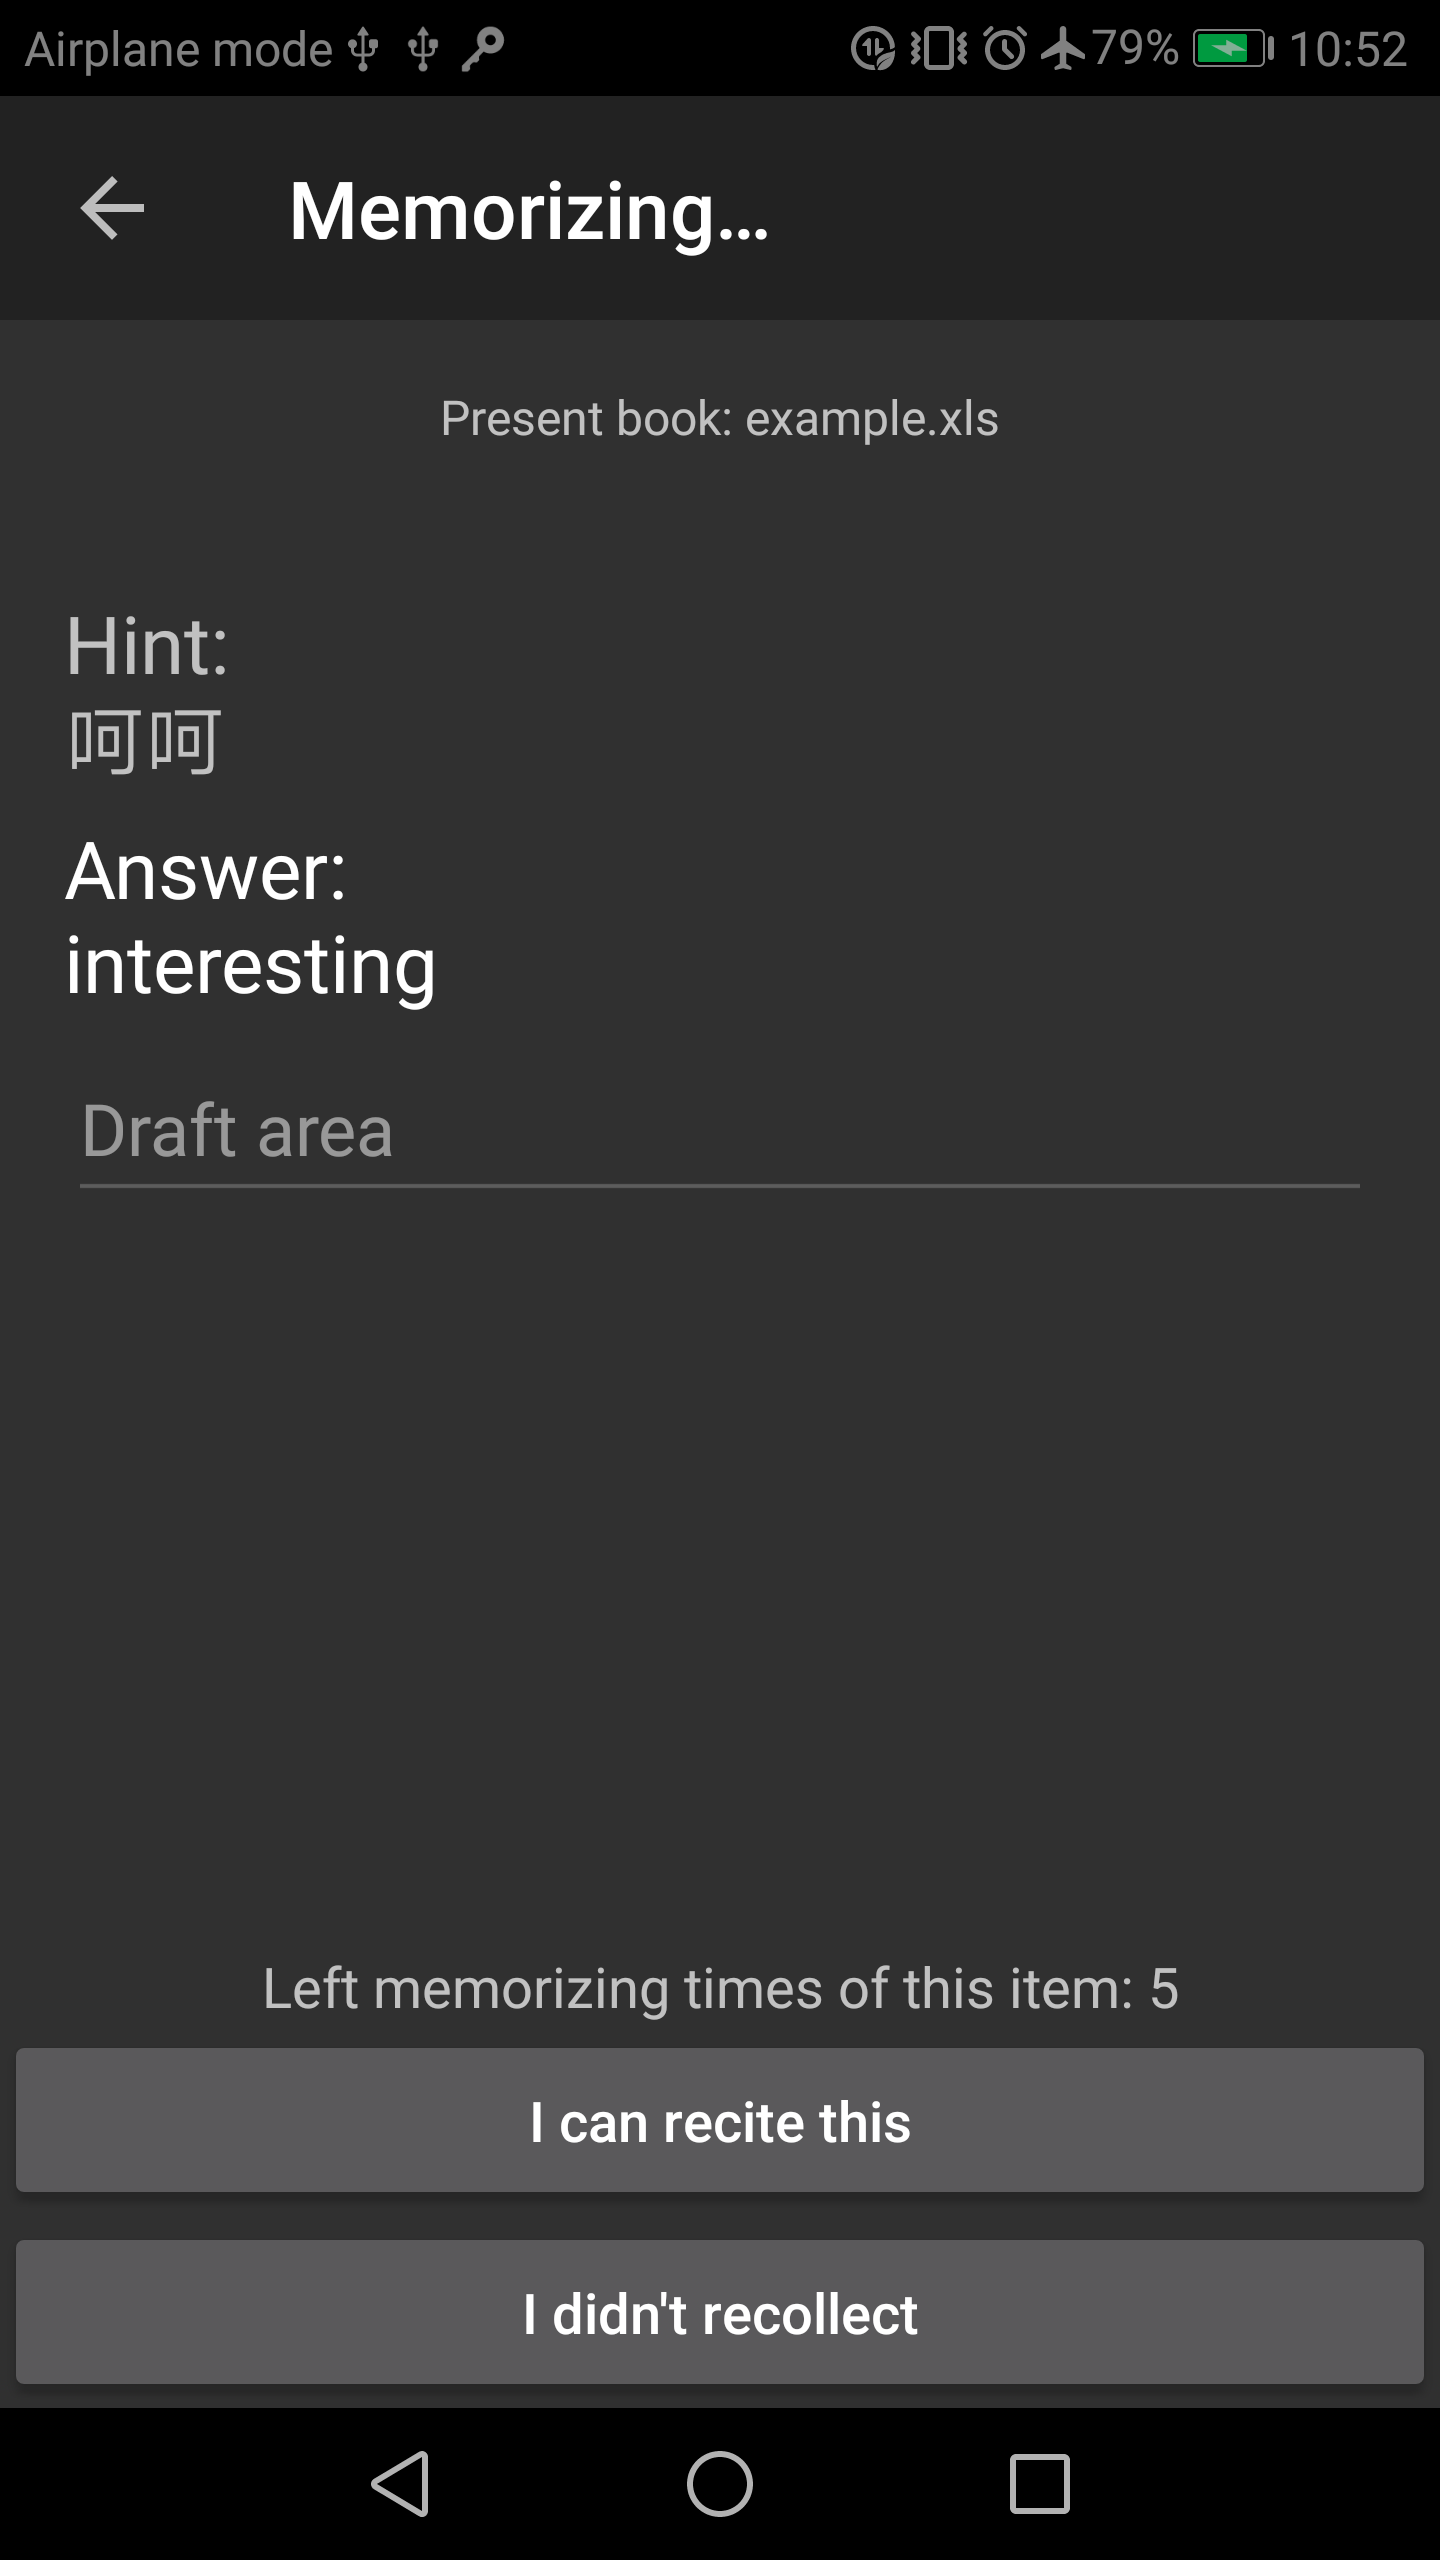 Airplane mode 79% 10:52
Memorizing...
Present book: example.xls
Hint:
呵呵
Answer:
interesting
Draft area
Left memorizing times of this item: 5
I can recite this
I didn't recollect